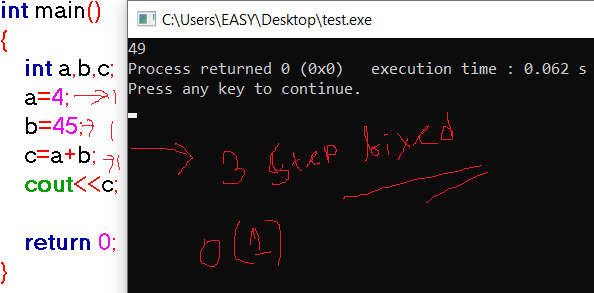 int main()
{
int a,b,c;
a=4; → 1
b=45; → 1
c=a+b; → 1
cout<<c;
return 0;
}
C:\Users\EASY\Desktop\test.exe
49
Process returned 0 (0x0)   execution time : 0.062 s
Press any key to continue.
→ 3 step fixed
O(1)